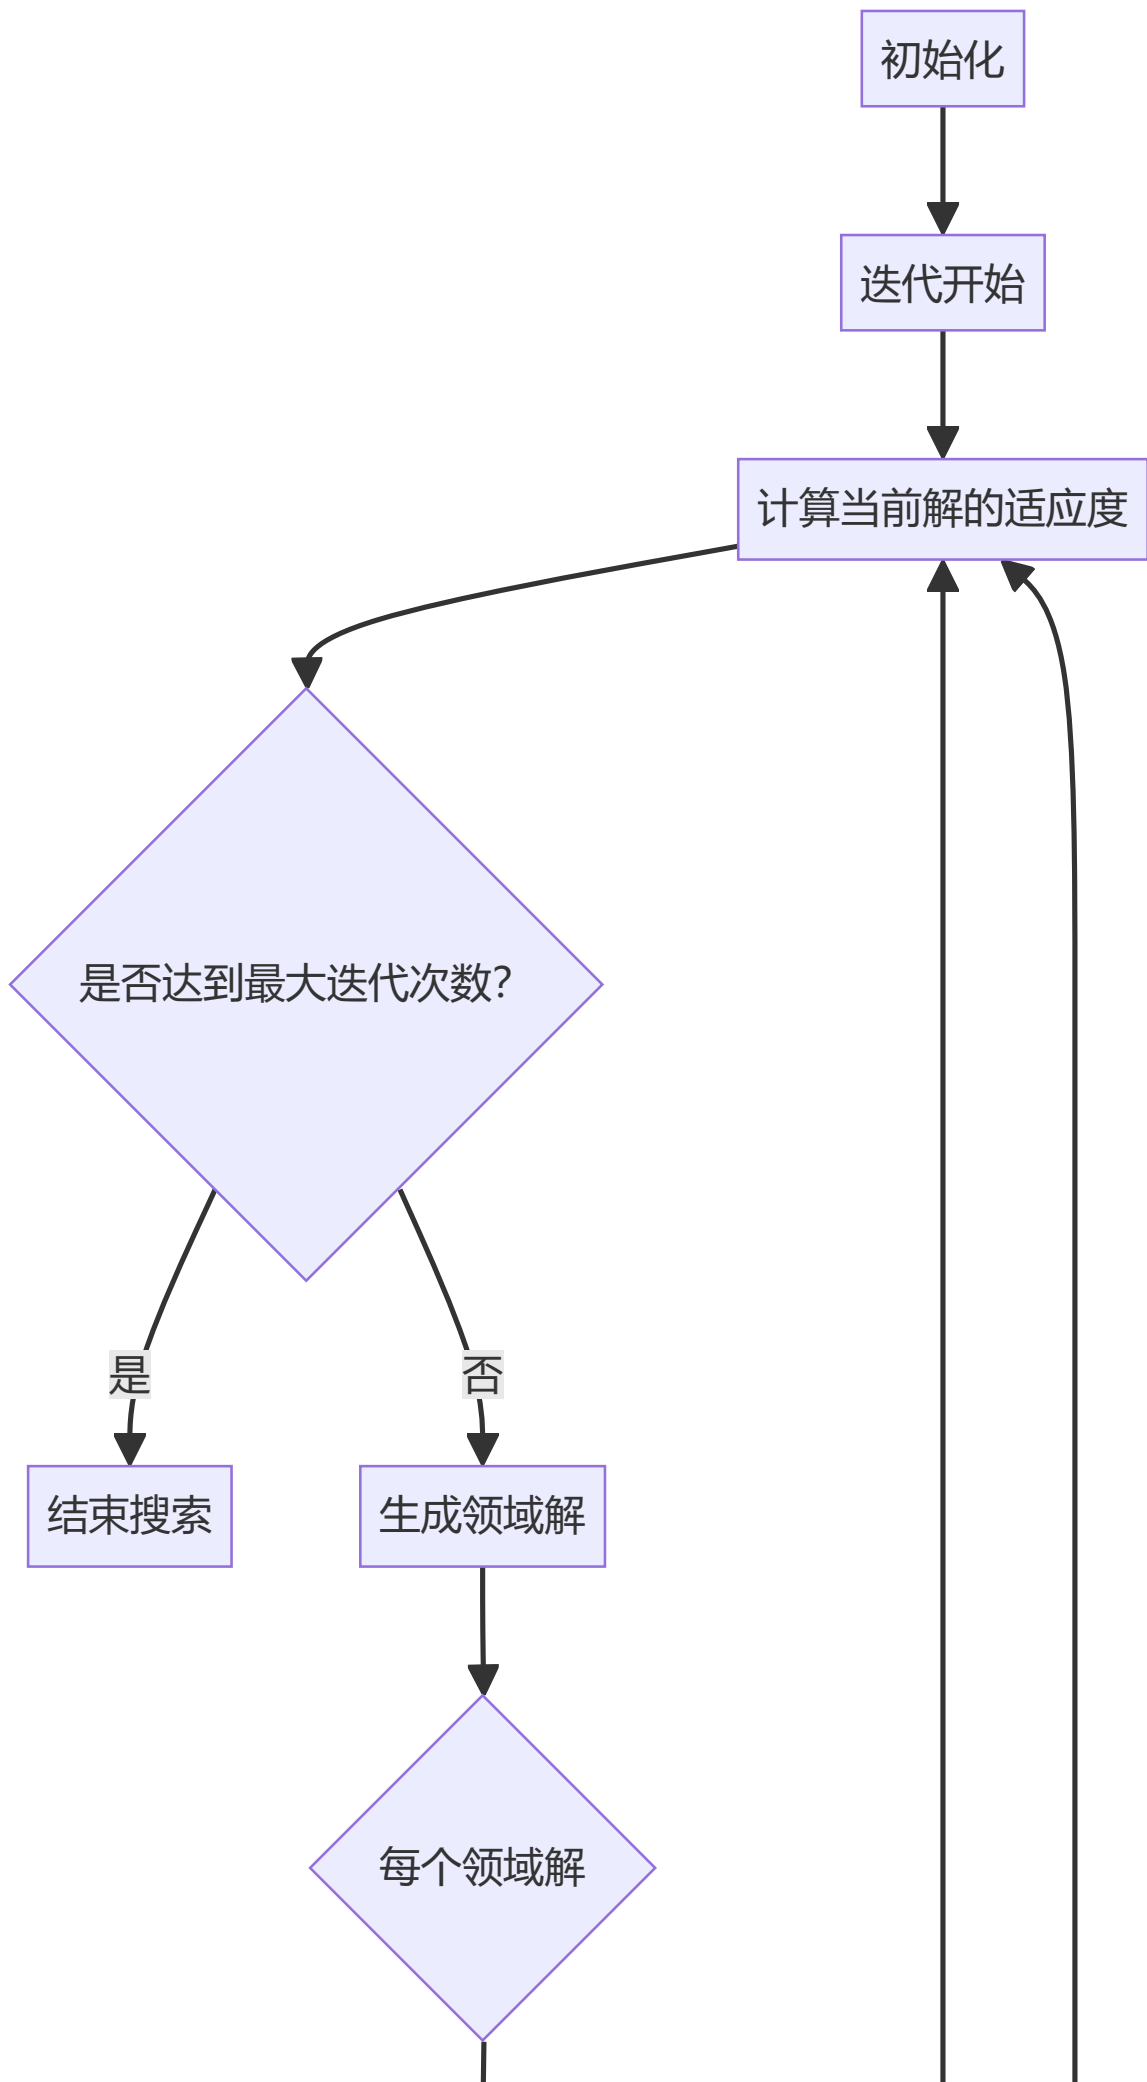 初始化
迭代开始
计算当前解的适应度
是否达到最大迭代次数?
是
否
结束搜索
生成领域解
每个领域解